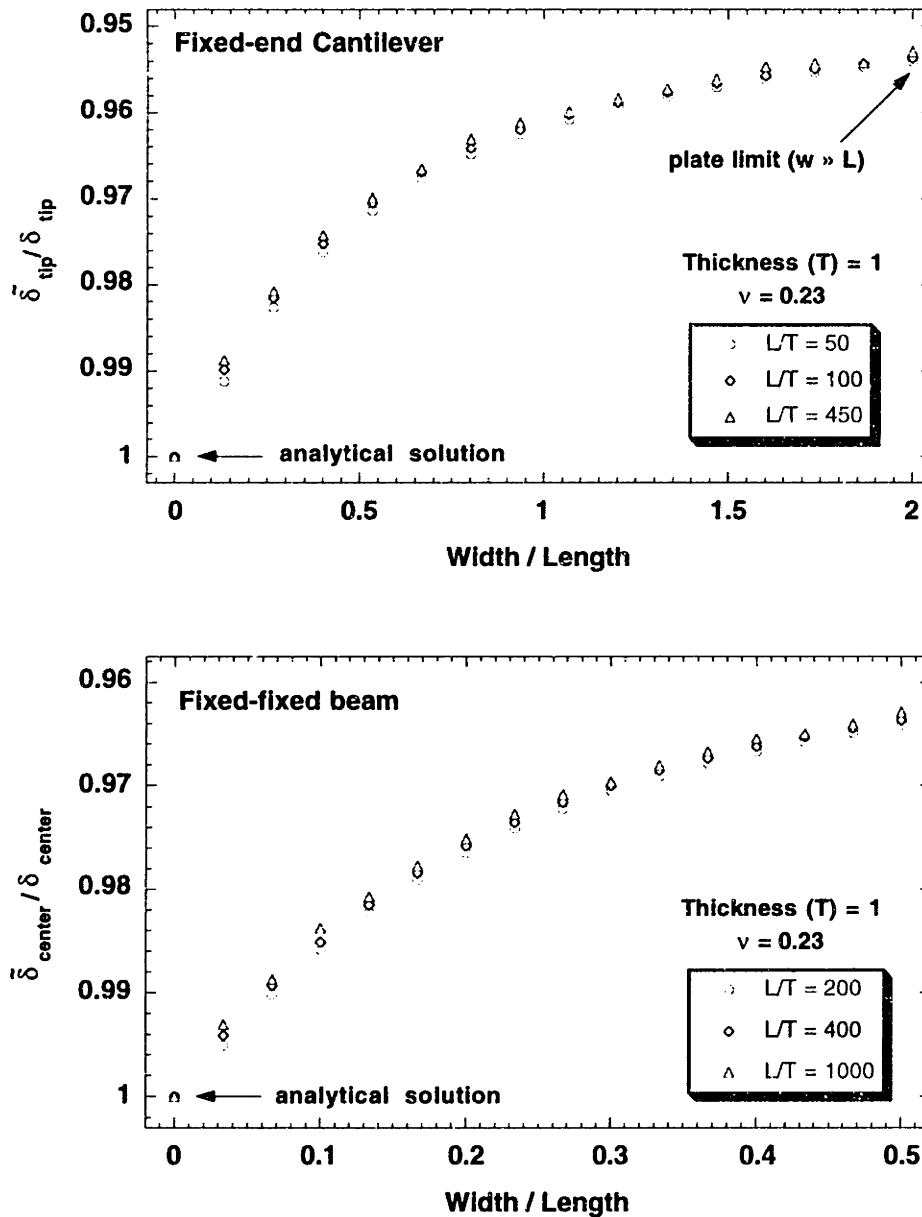 Fixed-end Cantilever
0.95
0.96
0.97
0.98
0.99
1
δ̃ tip / δ tip
plate limit (w » L)
Thickness (T) = 1
ν = 0.23
L/T = 50
L/T = 100
L/T = 450
analytical solution
0 0.5 1 1.5 2
Width / Length
Fixed-fixed beam
0.96
0.97
0.98
0.99
1
δ̃ center / δ center
Thickness (T) = 1
ν = 0.23
L/T = 200
L/T = 400
L/T = 1000
analytical solution
0 0.1 0.2 0.3 0.4 0.5
Width / Length